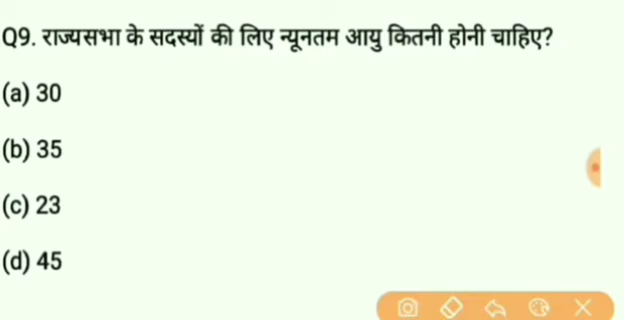 Q9. राज्यसभा के सदस्यों की लिए न्यूनतम आयु कितनी होनी चाहिए?
(a) 30
(b) 35
(c) 23
(d) 45